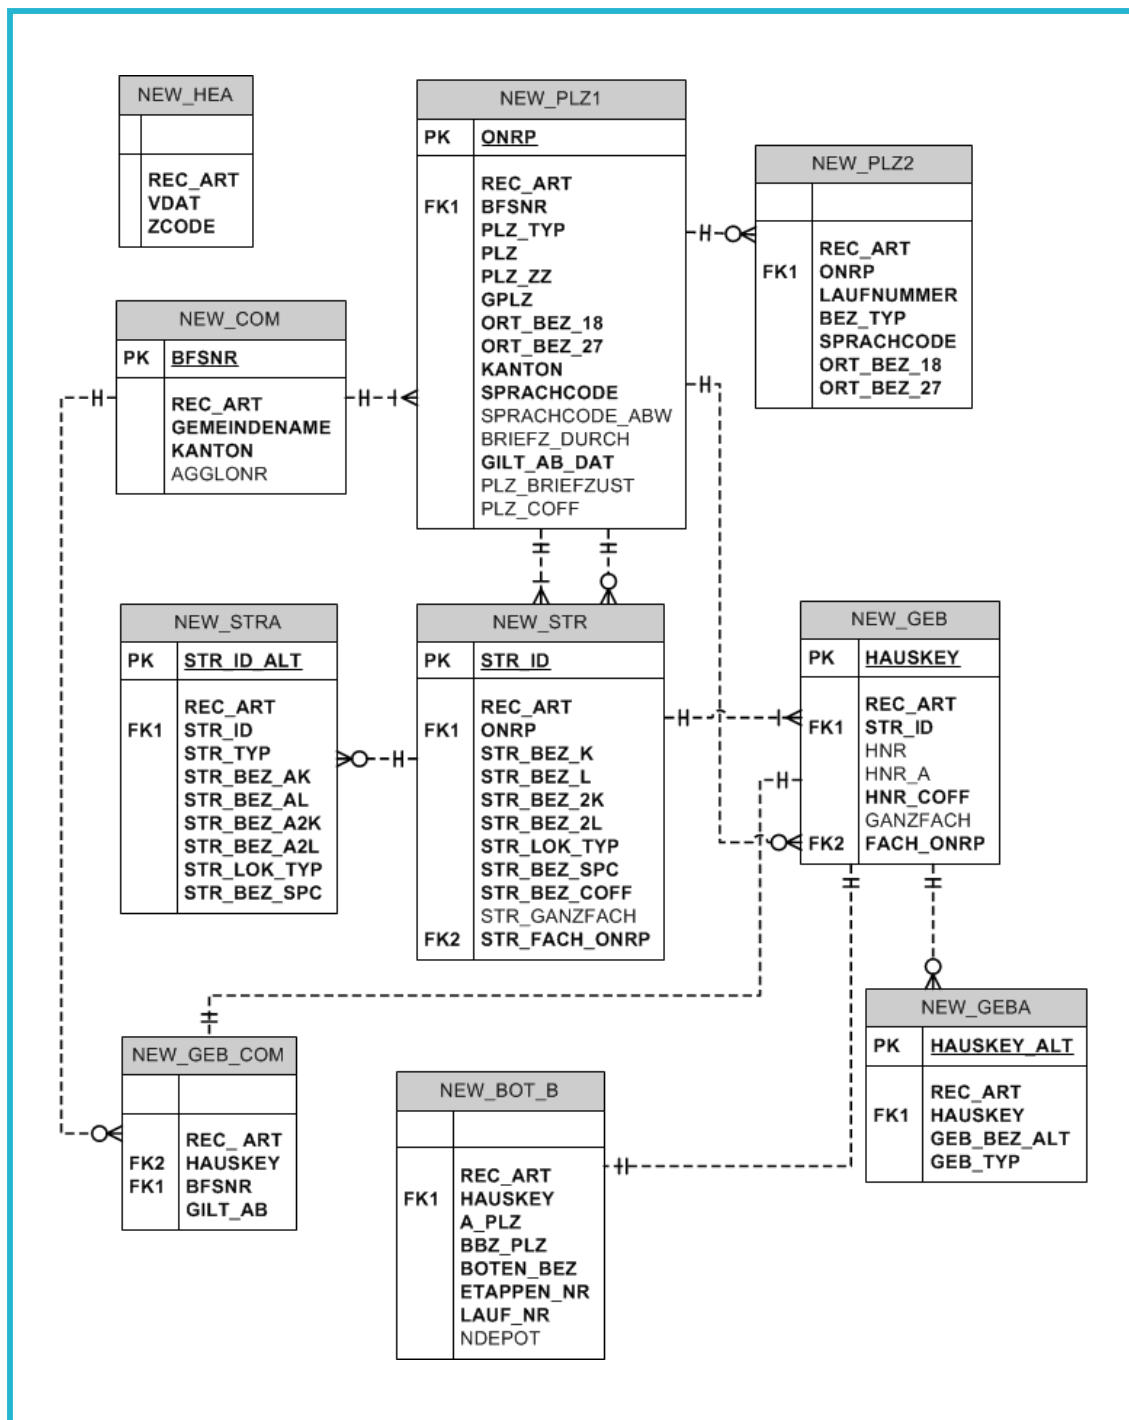 NEW_HEA
REC_ART
VDAT
ZCODE
NEW_PLZ1
PK ONRP
REC_ART
FK1 BFSNR
PLZ_TYP
PLZ
PLZ_ZZ
GPLZ
ORT_BEZ_18
ORT_BEZ_27
KANTON
SPRACHCODE
SPRACHCODE_ABW
BRIEFZ_DURCH
GILT_AB_DAT
PLZ_BRIEFZUST
PLZ_COFF
NEW_PLZ2
REC_ART
FK1 ONRP
LAUFNUMMER
BEZ_TYP
SPRACHCODE
ORT_BEZ_18
ORT_BEZ_27
NEW_COM
PK BFSNR
REC_ART
GEMEINDENAME
KANTON
AGGLONR
NEW_STRA
PK STR_ID_ALT
REC_ART
FK1 STR_ID
STR_TYP
STR_BEZ_AK
STR_BEZ_AL
STR_BEZ_A2K
STR_BEZ_A2L
STR_LOK_TYP
STR_BEZ_SPC
NEW_STR
PK STR_ID
REC_ART
FK1 ONRP
STR_BEZ_K
STR_BEZ_L
STR_BEZ_2K
STR_BEZ_2L
STR_LOK_TYP
STR_BEZ_SPC
STR_BEZ_COFF
STR_GANZFACH
FK2 STR_FACH_ONRP
NEW_GEB
PK HAUSKEY
REC_ART
FK1 STR_ID
HNR
HNR_A
HNR_COFF
GANZFACH
FK2 FACH_ONRP
NEW_GEB_COM
REC_ ART
FK2 HAUSKEY
FK1 BFSNR
GILT_AB
NEW_BOT_B
REC_ART
FK1 HAUSKEY
A_PLZ
BBZ_PLZ
BOTEN_BEZ
ETAPPEN_NR
LAUF_NR
NDEPOT
NEW_GEBA
PK HAUSKEY_ALT
REC_ART
FK1 HAUSKEY
GEB_BEZ_ALT
GEB_TYP